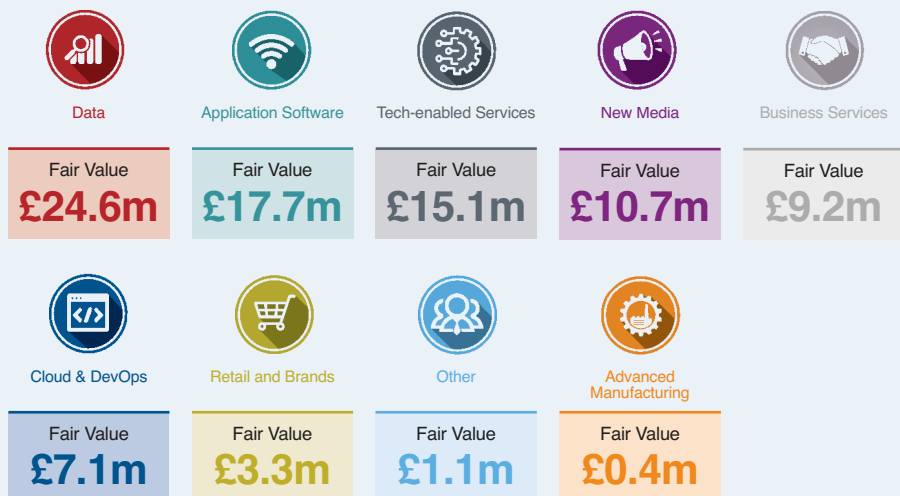 Data
Application Software
Tech-enabled Services
New Media
Business Services
Fair Value
£24.6m
Fair Value
£17.7m
Fair Value
£15.1m
Fair Value
£10.7m
Fair Value
£9.2m
Cloud & DevOps
Retail and Brands
Other
Advanced
Manufacturing
Fair Value
£7.1m
Fair Value
£3.3m
Fair Value
£1.1m
Fair Value
£0.4m